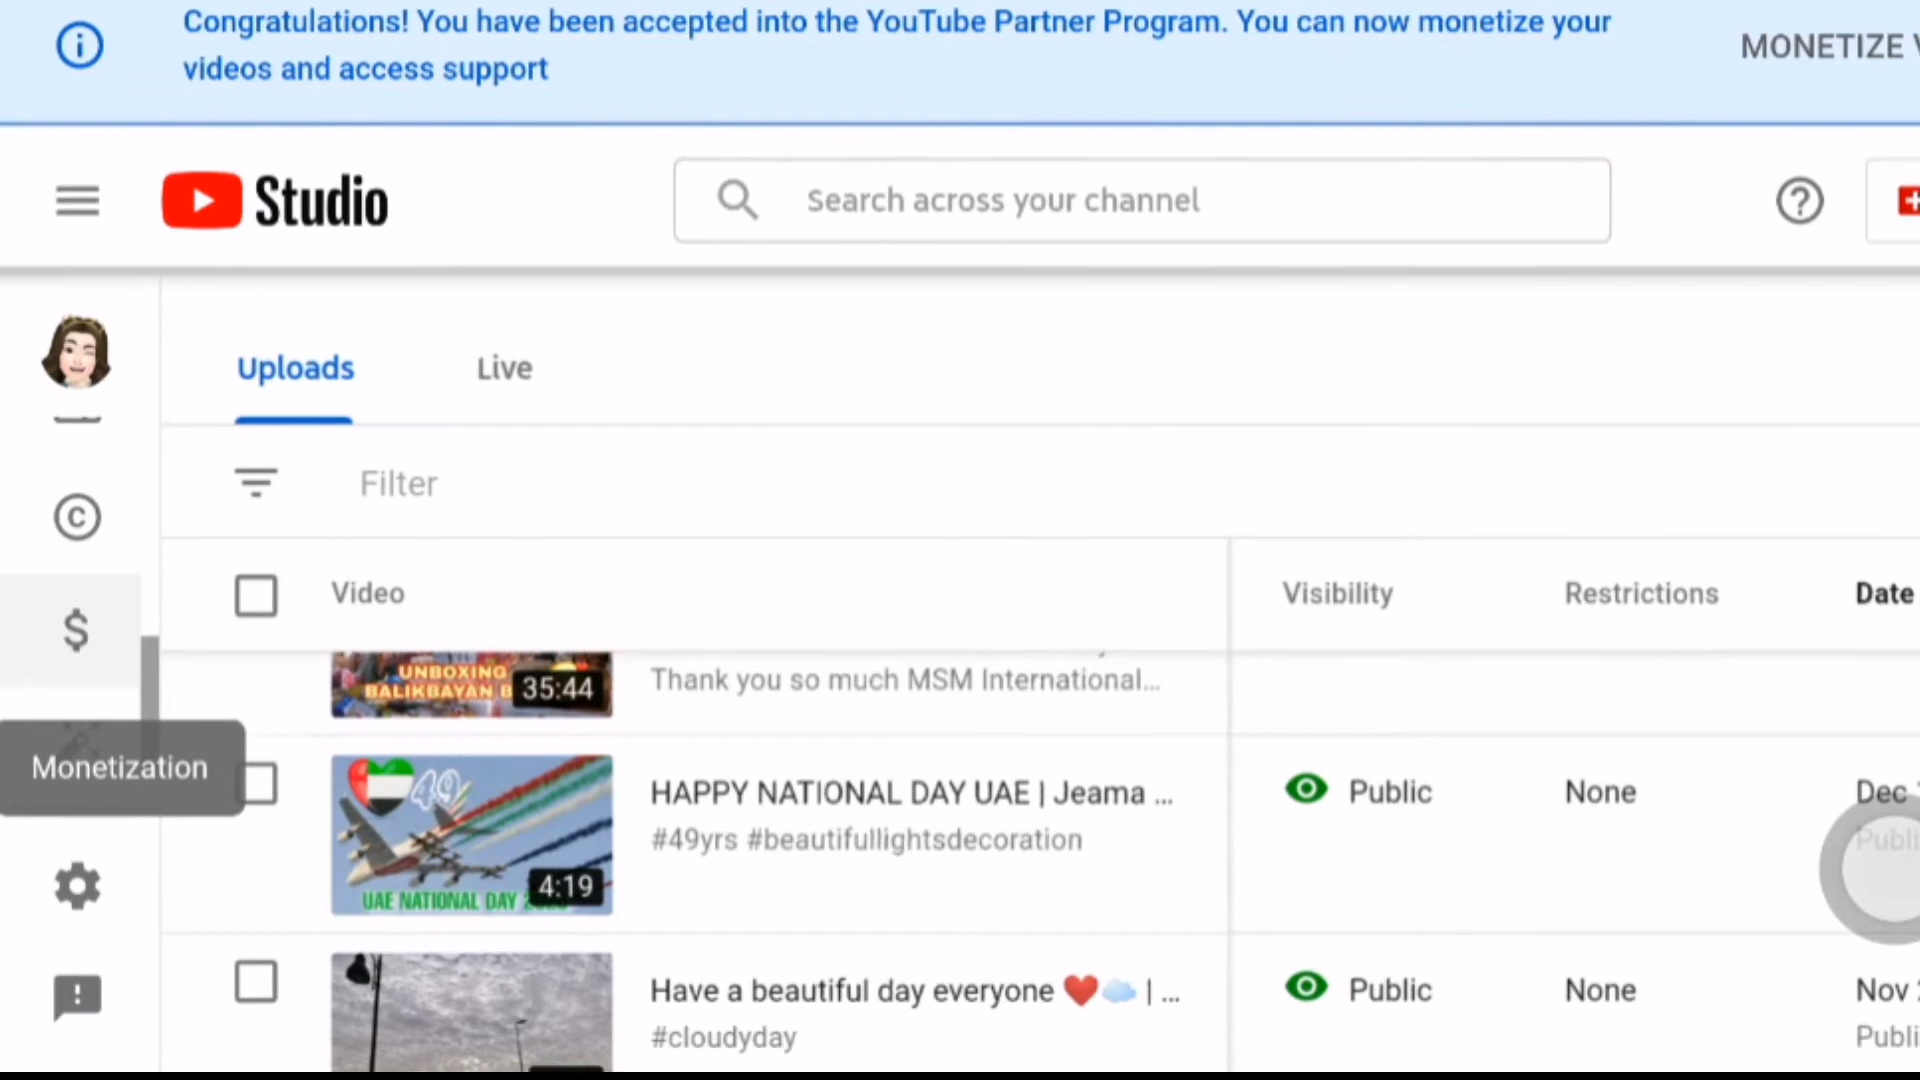 Congratulations! You have been accepted into the YouTube Partner Program. You can now monetize your
videos and access support
MONETIZE
Studio
Search across your channel
Uploads
Live
Filter
Video
Visibility
Restrictions
Date
UNBOXING
BALIKBAYAN B
35:44
Thank you so much MSM International...
Monetization
49
UAE NATIONAL DAY
4:19
HAPPY NATIONAL DAY UAE | Jeama ...
#49yrs #beautifullightsdecoration
Public
None
Dec
Publi
Have a beautiful day everyone ❤️☁️ | ...
#cloudyday
Public
None
Nov
Publi